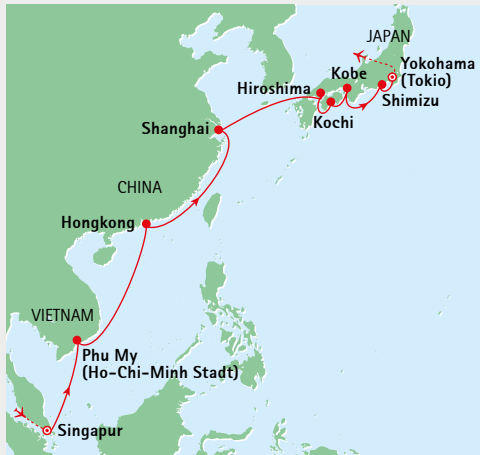 JAPAN
Yokohama
(Tokio)
Kobe
Hiroshima
Shimizu
Kochi
Shanghai
CHINA
Hongkong
VIETNAM
Phu My
(Ho-Chi-Minh Stadt)
Singapur